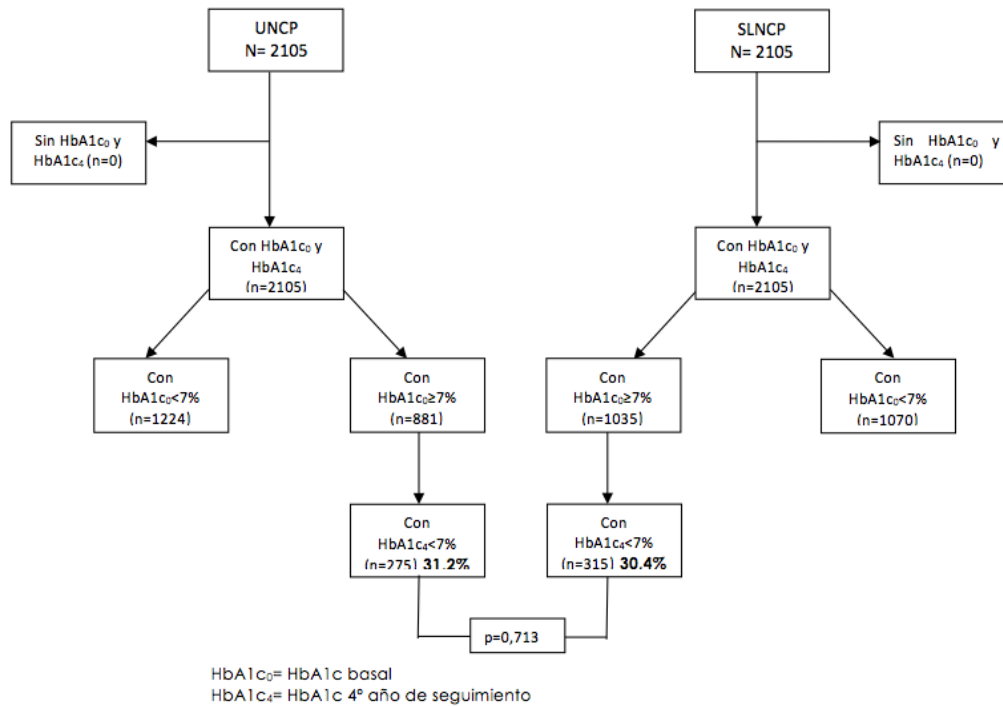 UNCP
N= 2105
SLNCP
N= 2105
Sin HbA1c₀ y
HbA1c₄ (n=0)
Sin HbA1c₀ y
HbA1c₄ (n=0)
Con HbA1c₀ y
HbA1c₄
(n=2105)
Con HbA1c₀ y
HbA1c₄
(n=2105)
Con
HbA1c₀<7%
(n=1224)
Con
HbA1c₀≥7%
(n=881)
Con
HbA1c₀≥7%
(n=1035)
Con
HbA1c₀<7%
(n=1070)
Con
HbA1c₄<7%
(n=275) 31.2%
Con
HbA1c₄<7%
(n=315) 30.4%
p=0,713
HbA1c₀= HbA1c basal
HbA1c₄= HbA1c 4º año de seguimiento